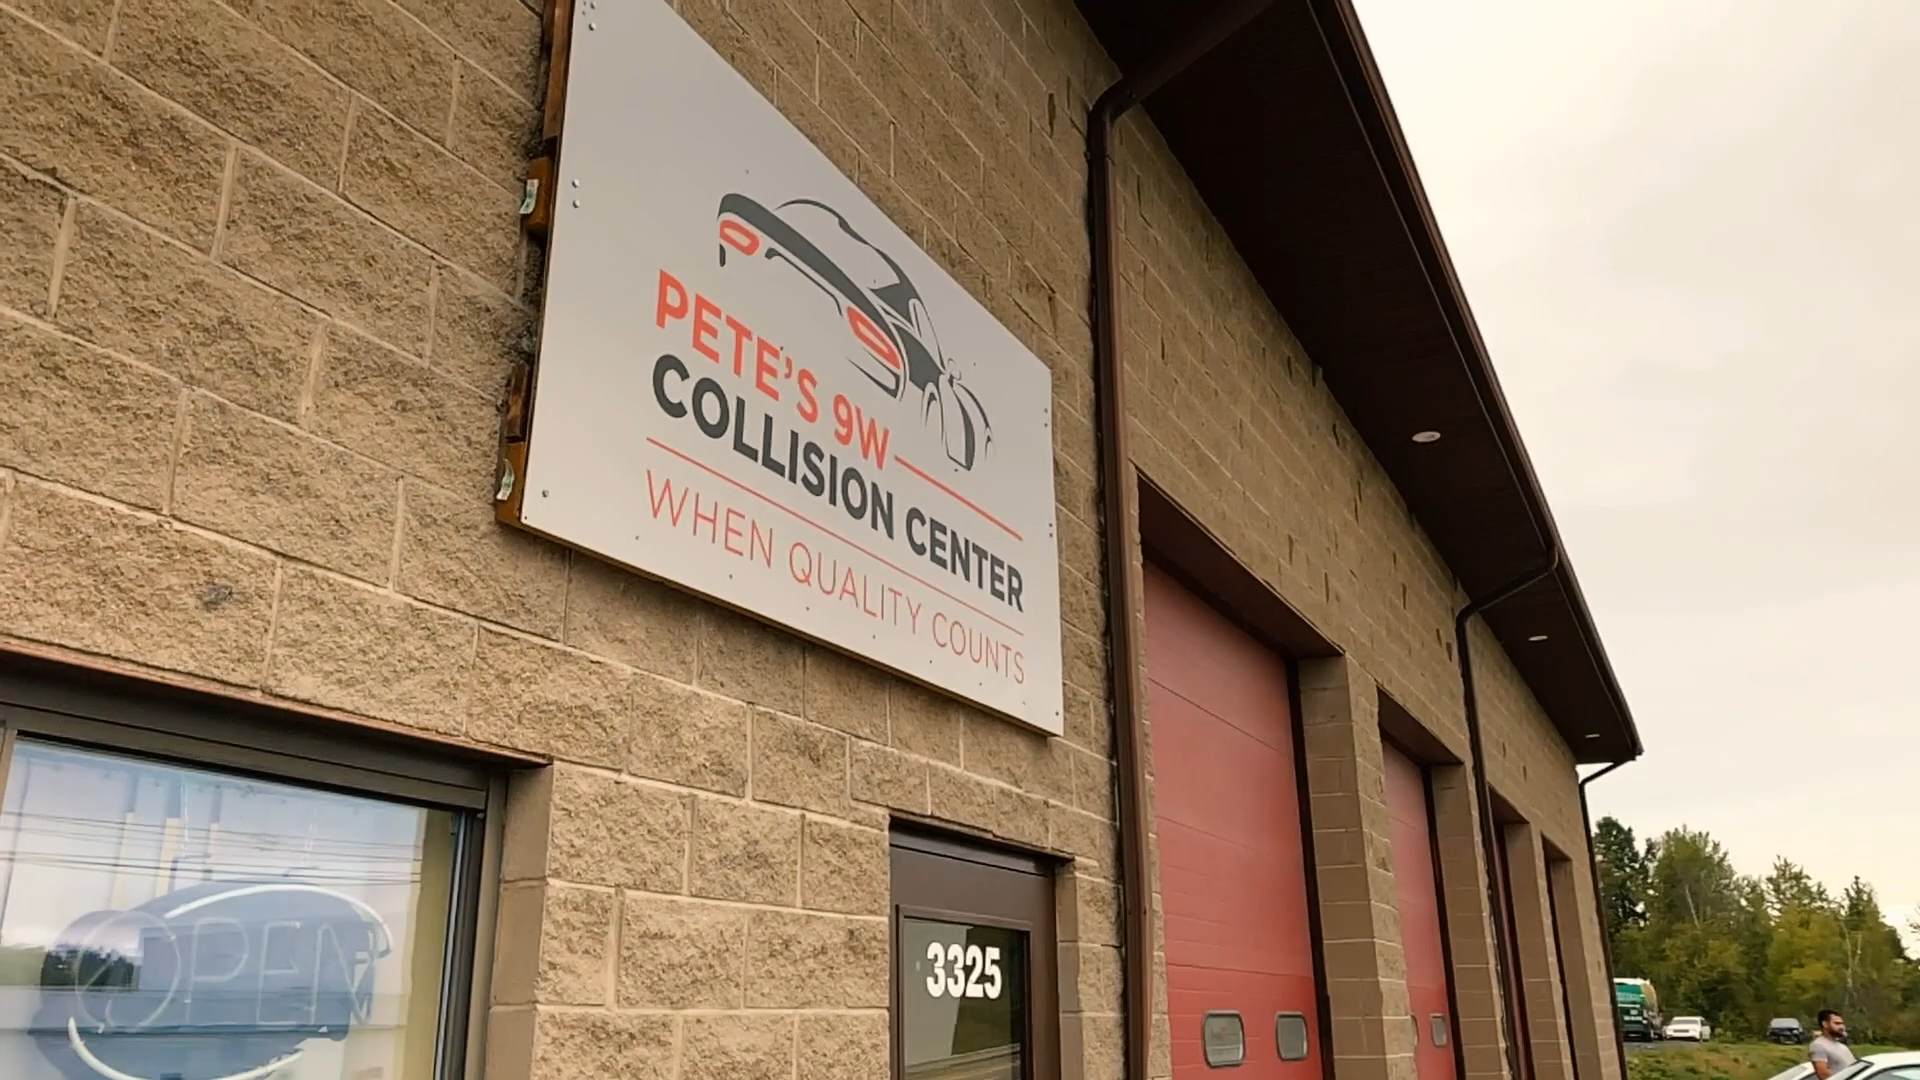 PETE'S 9W
COLLISION CENTER
WHEN QUALITY COUNTS
OPEN
3325